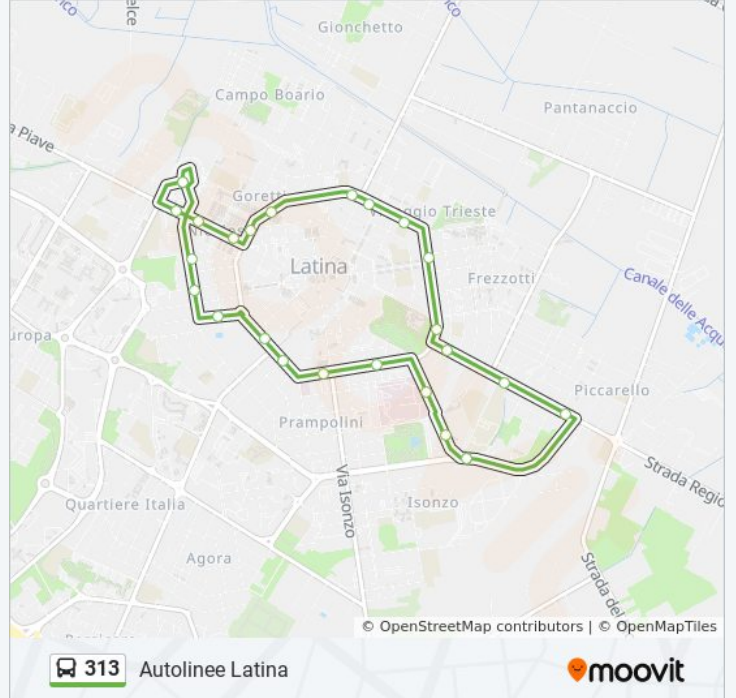 Gionchetto
Campo Boario
Pantanaccio
a Piave
Goretti
Trieste
Latina
Frezzotti
Canale delle Acqu
uropa
Piccarello
Prampolini
Strada Regio
Via Isonzo
Quartiere Italia
Isonzo
Agora
Strada del
© OpenStreetMap contributors | © OpenMapTiles
313 Autolinee Latina
moovit